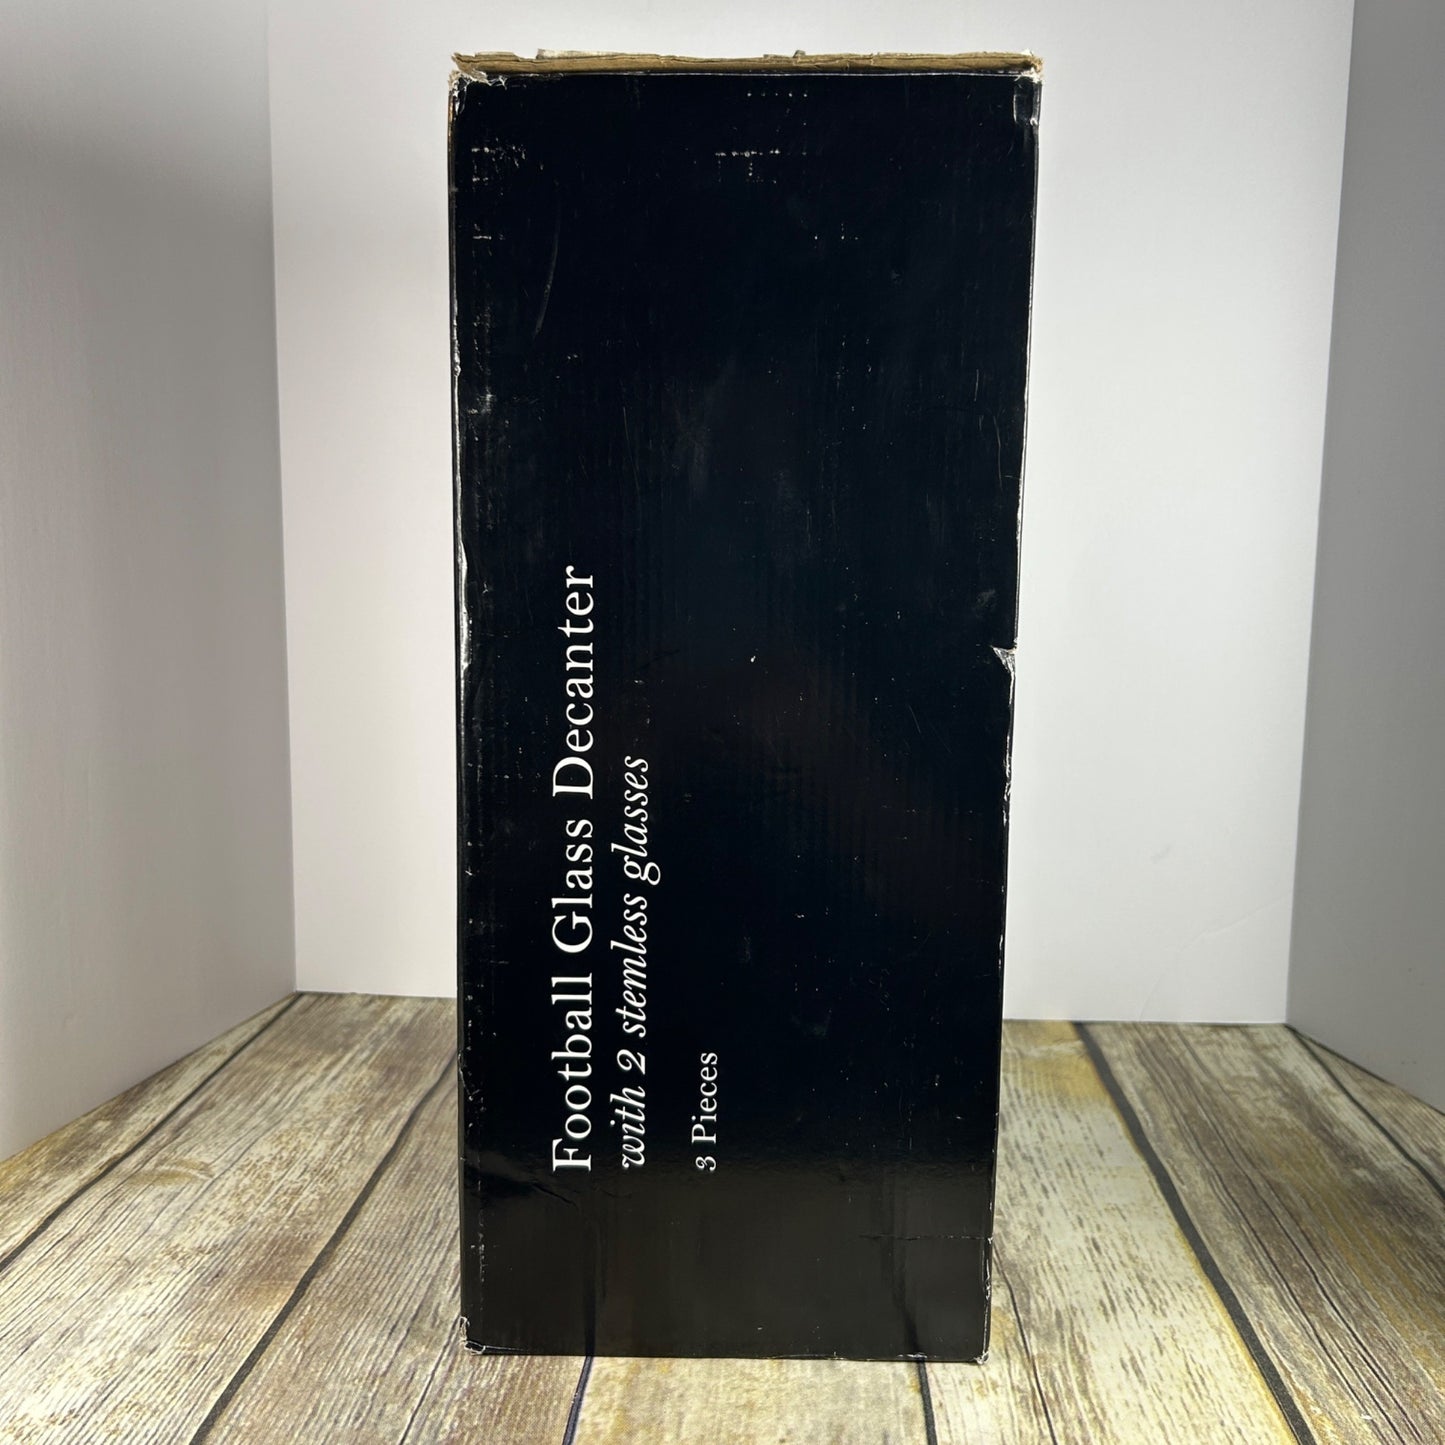 Football Glass Decanter
with 2 stemless glasses
3 Pieces